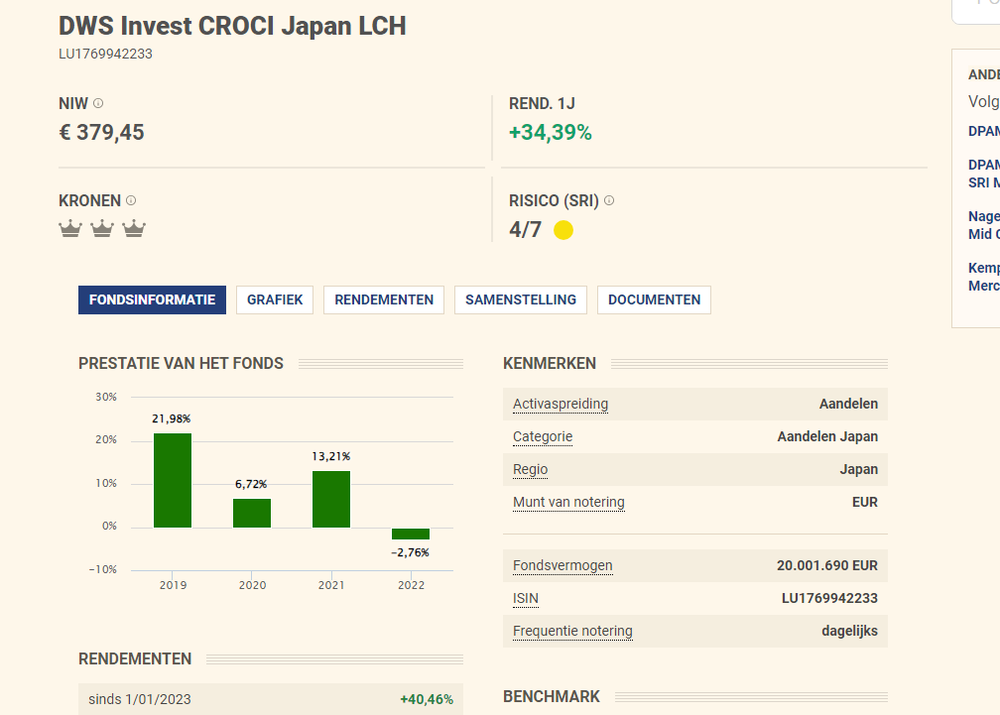 DWS Invest CROCI Japan LCH
LU1769942233
NIW
€ 379,45
REND. 1J
+34,39%
KRONEN
RISICO (SRI)
4/7
FONDSINFORMATIE
GRAFIEK
RENDEMENTEN
SAMENSTELLING
DOCUMENTEN
PRESTATIE VAN HET FONDS
30%
20%
10%
0%
−10%
21,98%
6,72%
13,21%
−2,76%
2019
2020
2021
2022
RENDEMENTEN
sinds 1/01/2023 +40,46%
KENMERKEN
Activaspreiding Aandelen
Categorie Aandelen Japan
Regio Japan
Munt van notering EUR
Fondsvermogen 20.001.690 EUR
ISIN LU1769942233
Frequentie notering dagelijks
BENCHMARK
ANDE
Volg
DPAM
DPAM
SRI M
Nage
Mid C
Kemp
Merc